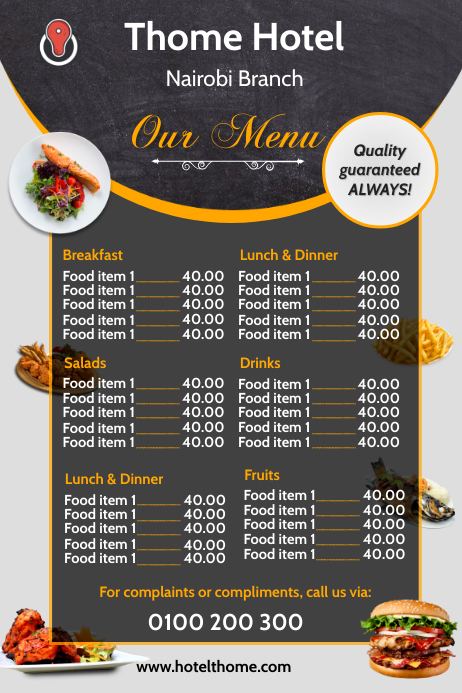 Thome Hotel
Nairobi Branch
Our Menu
Quality
guaranteed
ALWAYS!
Breakfast
Food item 1______ 40.00
Food item 1______ 40.00
Food item 1______ 40.00
Food item 1______ 40.00
Food item 1______ 40.00
Lunch & Dinner
Food item 1______ 40.00
Food item 1______ 40.00
Food item 1______ 40.00
Food item 1______ 40.00
Food item 1______ 40.00
Salads
Food item 1______ 40.00
Food item 1______ 40.00
Food item 1______ 40.00
Food item 1______ 40.00
Food item 1______ 40.00
Drinks
Food item 1______ 40.00
Food item 1______ 40.00
Food item 1______ 40.00
Food item 1______ 40.00
Food item 1______ 40.00
Lunch & Dinner
Food item 1______ 40.00
Food item 1______ 40.00
Food item 1______ 40.00
Food item 1______ 40.00
Food item 1______ 40.00
Fruits
Food item 1______ 40.00
Food item 1______ 40.00
Food item 1______ 40.00
Food item 1______ 40.00
Food item 1______ 40.00
For complaints or compliments, call us via:
0100 200 300
www.hotelthome.com